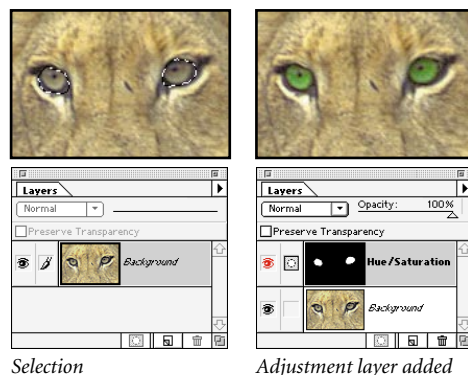 Layers
Normal
Preserve Transparency
Background
Selection
Layers
Normal Opacity: 100%
Preserve Transparency
Hue/Saturation
Background
Adjustment layer added